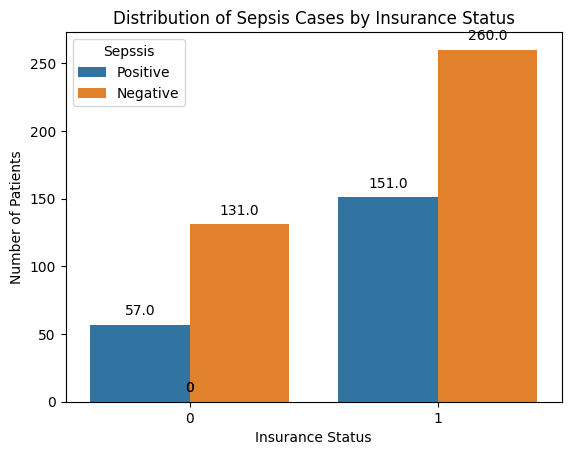 Distribution of Sepsis Cases by Insurance Status
Sepssis
Positive
Negative
260.0
151.0
131.0
57.0
0
250
200
150
100
50
0
Number of Patients
0
1
Insurance Status